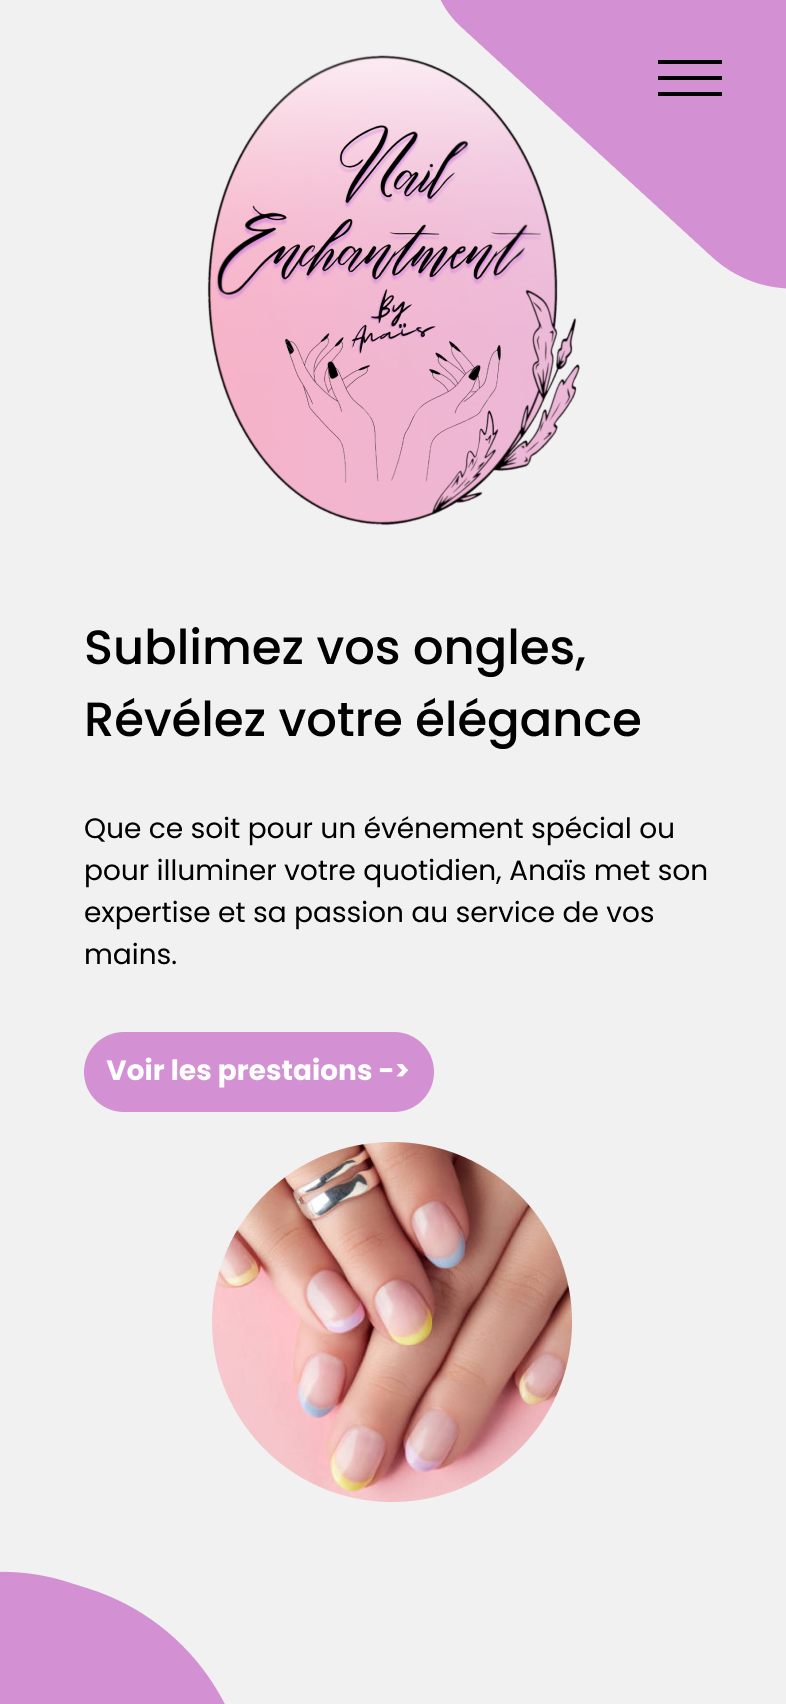 Nail
Enchantment
By
Anaïs
Sublimez vos ongles,
Révélez votre élégance
Que ce soit pour un événement spécial ou
pour illuminer votre quotidien, Anaïs met son
expertise et sa passion au service de vos
mains.
Voir les prestaions ->